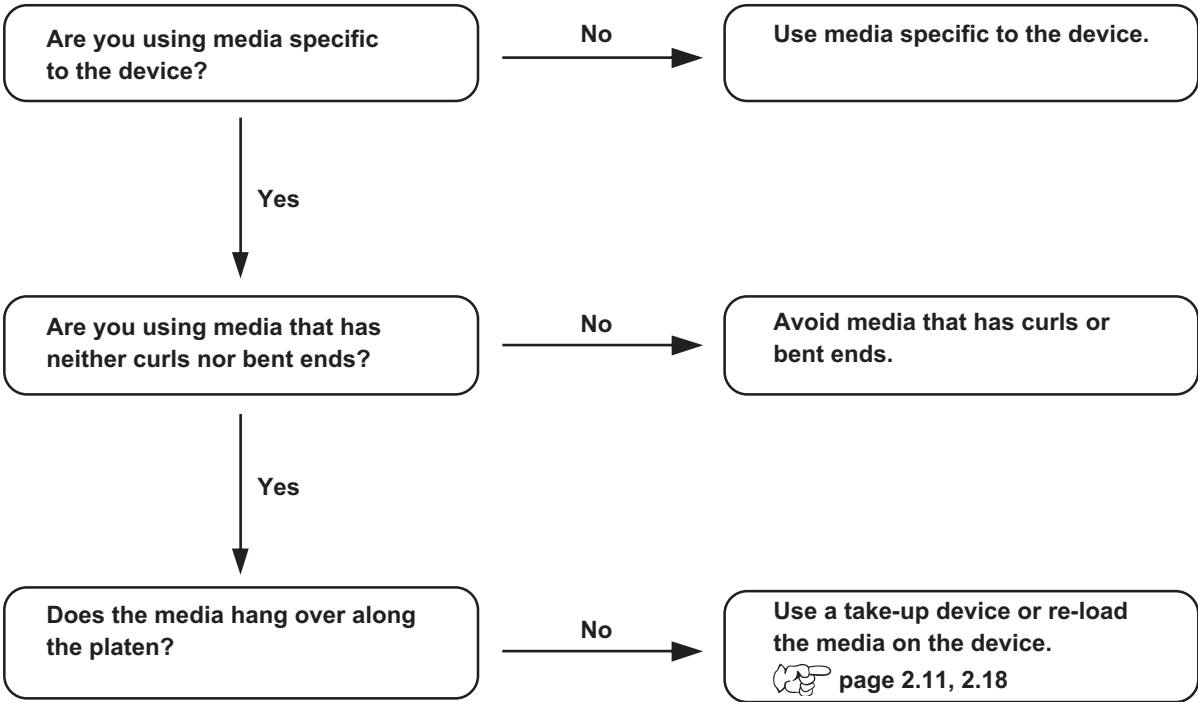 Are you using media specific
to the device?
No
Use media specific to the device.
Yes
Are you using media that has
neither curls nor bent ends?
No
Avoid media that has curls or
bent ends.
Yes
Does the media hang over along
the platen?
No
Use a take-up device or re-load
the media on the device.
page 2.11, 2.18